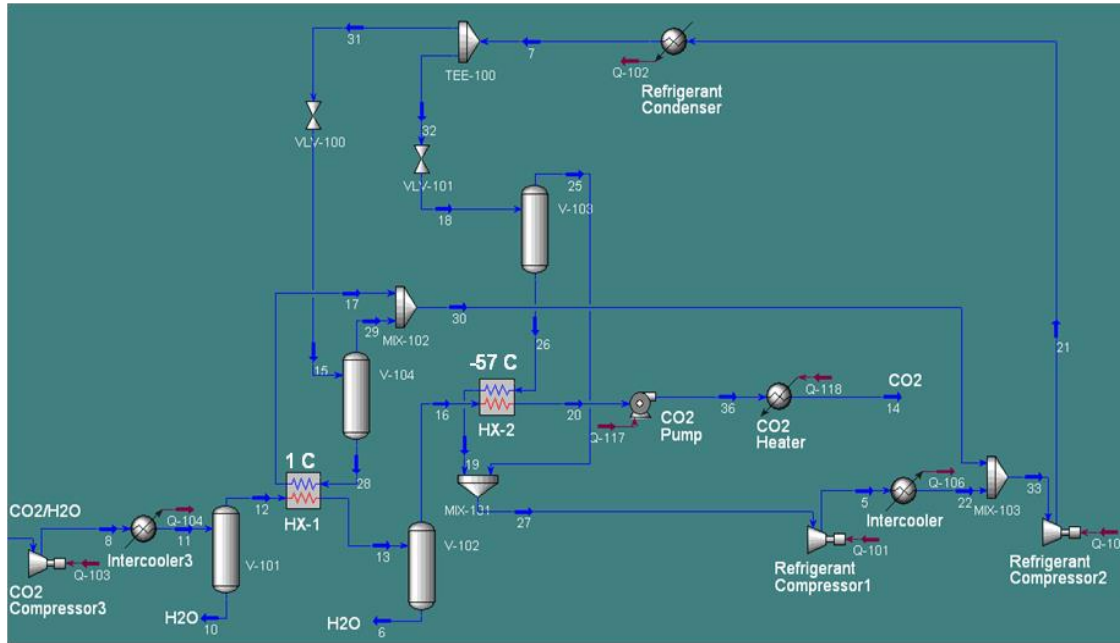 31
7
TEE-100
Q-102
Refrigerant
Condenser
VLV-100
32
VLV-101
25
V-103
18
17
30
29
MIX-102
26
21
15
V-104
-57 C
16
20
36
CO2
14
Q-118
HX-2
CO2
Pump
CO2
Heater
Q-117
1 C
28
19
HX-1
12
MIX-131
27
5
Q-106
22
33
Intercooler
MIX-103
CO2/H2O
8
Q-104
11
Intercooler3
V-101
13
V-102
Q-101
Refrigerant
Compressor1
Refrigerant
Compressor2
Q-103
CO2
Compressor3
H2O
10
H2O
6